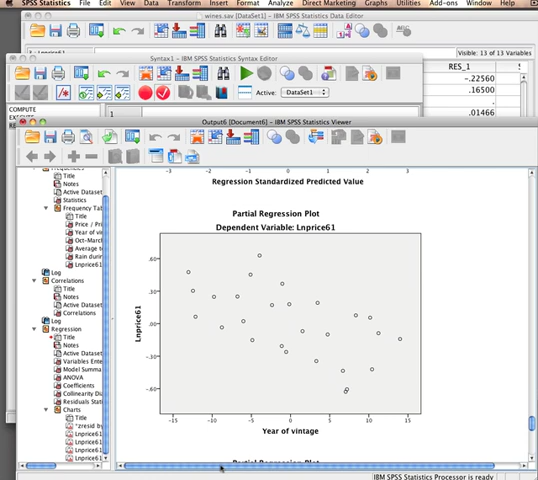 SPSS Statistics File Edit View Data Transform Insert Format Analyze Direct Marketing Graphs Utilities Add-ons Window Help
wines.sav [DataSet1] – IBM SPSS Statistics Data Editor
Visible: 13 of 13 Variables
RES_1
-.22560
.16500
.
.01466
Syntax1 – IBM SPSS Statistics Syntax Editor
Active: DataSet1
COMPUTE
1
Output6 [Document6] – IBM SPSS Statistics Viewer
Title
Notes
Active Dataset
Statistics
Frequency Tab
Title
Price / Pri
Year of vi
Oct-March
Average te
Rain durin
Lnprice61
Log
Correlations
Title
Notes
Active Dataset
Correlations
Log
Regression
Title
Notes
Active Dataset
Variables Ente
Model Summa
ANOVA
Coefficients
Collinearity Di
Residuals Stati
Charts
Title
*zresid by
Lnprice61
Lnprice61
Lnprice61
Lnprice61
-3 -2 -1 0 1 2 3
Regression Standardized Predicted Value
Partial Regression Plot
Dependent Variable: Lnprice61
Lnprice61
.60
.30
.00
-.30
-.60
-15 -10 -5 0 5 10 15
Year of vintage
Partial Regression Plot
IBM SPSS Statistics Processor is ready